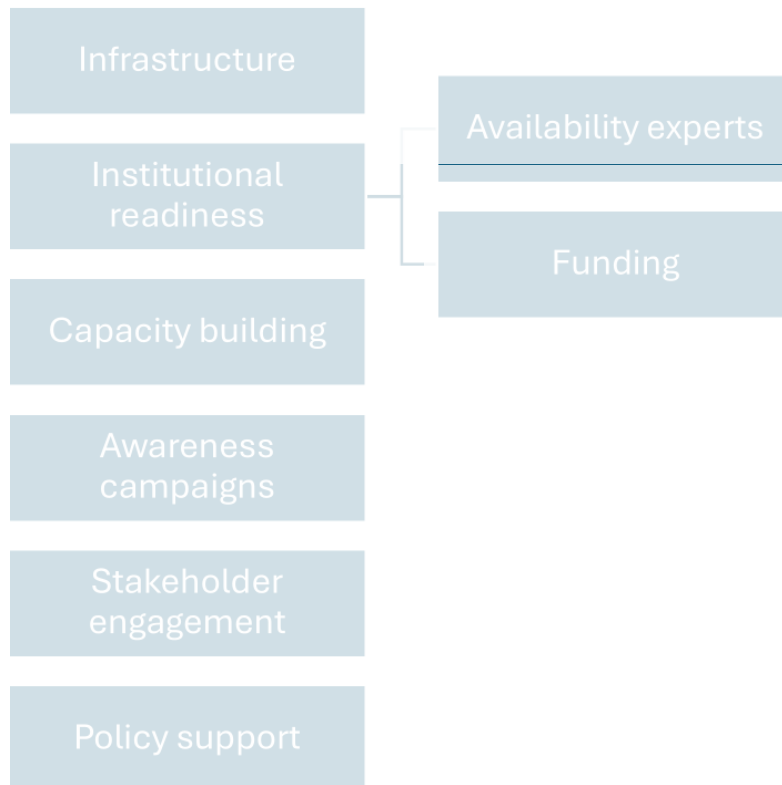 Infrastructure
Institutional
readiness
Availability experts
Funding
Capacity building
Awareness
campaigns
Stakeholder
engagement
Policy support